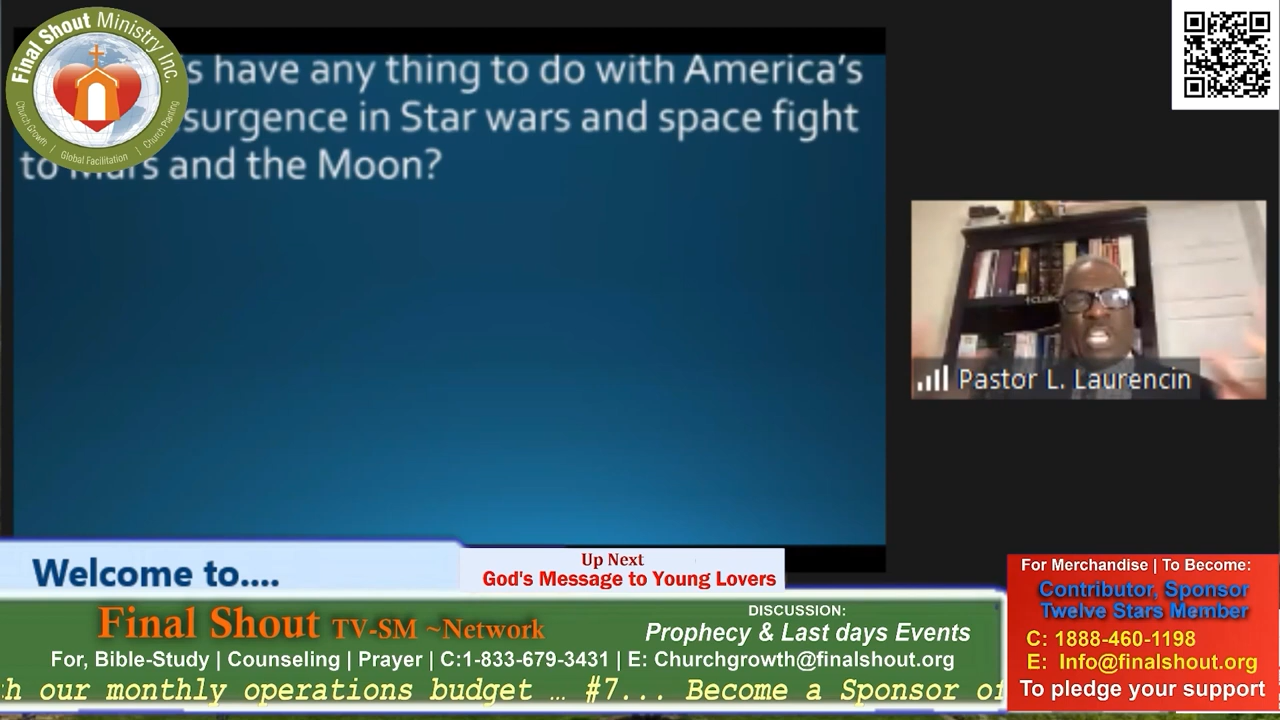 Final Shout Ministry Inc.
Church Growth | Global Facilitation | Church Planting
s have any thing to do with America's
surgence in Star wars and space fight
to Mars and the Moon?
Pastor L. Laurencin
Welcome to....
Up Next
God's Message to Young Lovers
Final Shout TV-SM ~Network
DISCUSSION:
Prophecy & Last days Events
For, Bible-Study | Counseling | Prayer | C:1-833-679-3431 | E: Churchgrowth@finalshout.org
h our monthly operations budget … #7... Become a Sponsor of
For Merchandise | To Become:
Contributor, Sponsor
Twelve Stars Member
C: 1888-460-1198
E: Info@finalshout.org
To pledge your support